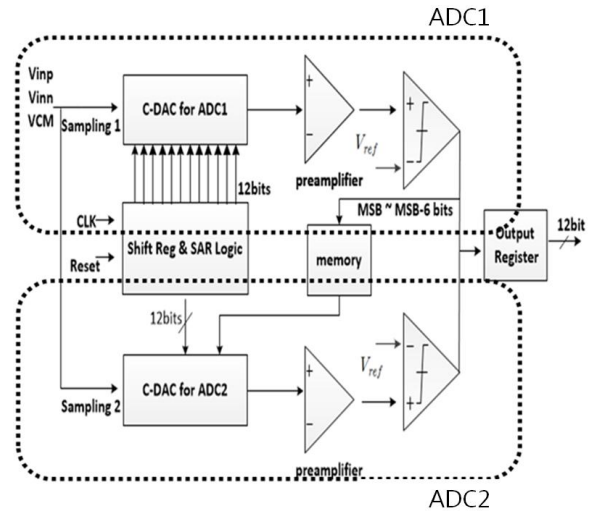 ADC1
Vinp
Vinn
VCM
Sampling 1
C-DAC for ADC1
+
-
preamplifier
+
-
Vref
12bits
MSB ~ MSB-6 bits
CLK
Reset
Shift Reg & SAR Logic
memory
Output
Register
12bit
12bits
C-DAC for ADC2
Sampling 2
+
-
preamplifier
Vref
-
+
ADC2